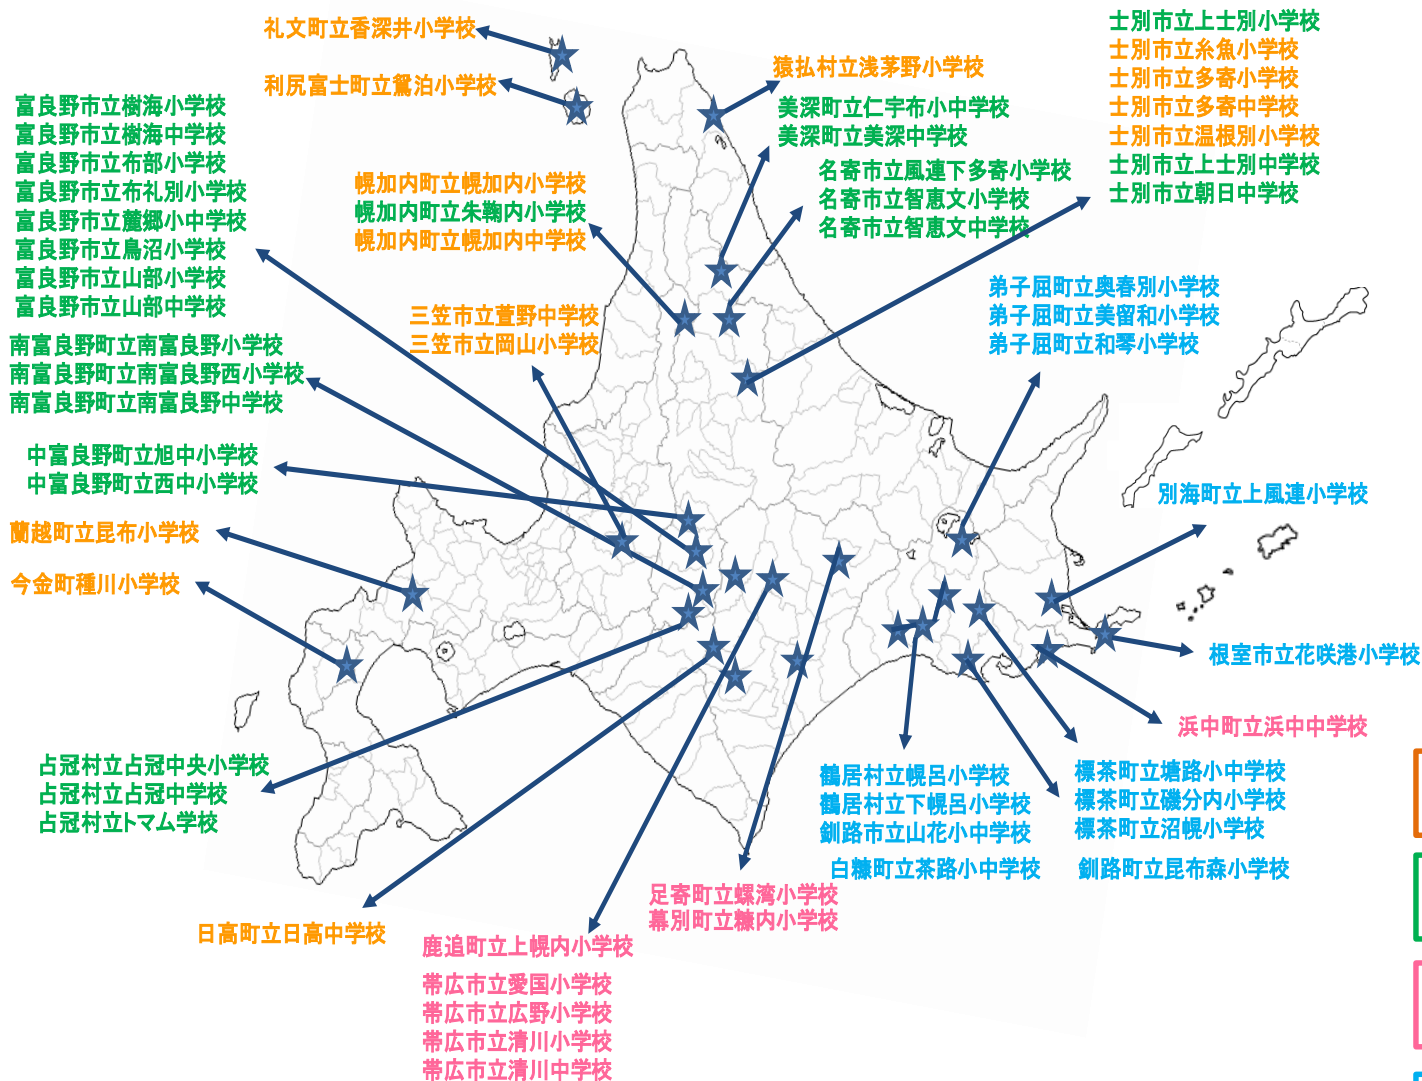 礼文町立香深井小学校
利尻富士町立鴛泊小学校
富良野市立樹海小学校
富良野市立樹海中学校
富良野市立布部小学校
富良野市立布礼別小学校
富良野市立麓郷小中学校
富良野市立鳥沼小学校
富良野市立山部小学校
富良野市立山部中学校
南富良野町立南富良野小学校
南富良野町立南富良野西小学校
南富良野町立南富良野中学校
中富良野町立旭中小学校
中富良野町立西中小学校
蘭越町立昆布小学校
今金町種川小学校
幌加内町立幌加内小学校
幌加内町立朱鞠内小学校
幌加内町立幌加内中学校
三笠市立萱野中学校
三笠市立岡山小学校
猿払村立浅茅野小学校
美深町立仁宇布小中学校
美深町立美深中学校
名寄市立風連下多寄小学校
名寄市立智恵文小学校
名寄市立智恵文中学校
士別市立上士別小学校
士別市立糸魚小学校
士別市立多寄小学校
士別市立多寄中学校
士別市立温根別小学校
士別市立上士別中学校
士別市立朝日中学校
弟子屈町立奥春別小学校
弟子屈町立美留和小学校
弟子屈町立和琴小学校
別海町立上風連小学校
根室市立花咲港小学校
浜中町立浜中中学校
標茶町立塘路小中学校
標茶町立磯分内小学校
標茶町立沼幌小学校
釧路町立昆布森小学校
鶴居村立幌呂小学校
鶴居村立下幌呂小学校
釧路市立山花小中学校
白糠町立茶路小中学校
足寄町立螺湾小学校
幕別町立糠内小学校
占冠村立占冠中央小学校
占冠村立占冠中学校
占冠村立トマム学校
日高町立日高中学校
鹿追町立上幌内小学校
帯広市立愛国小学校
帯広市立広野小学校
帯広市立清川小学校
帯広市立清川中学校